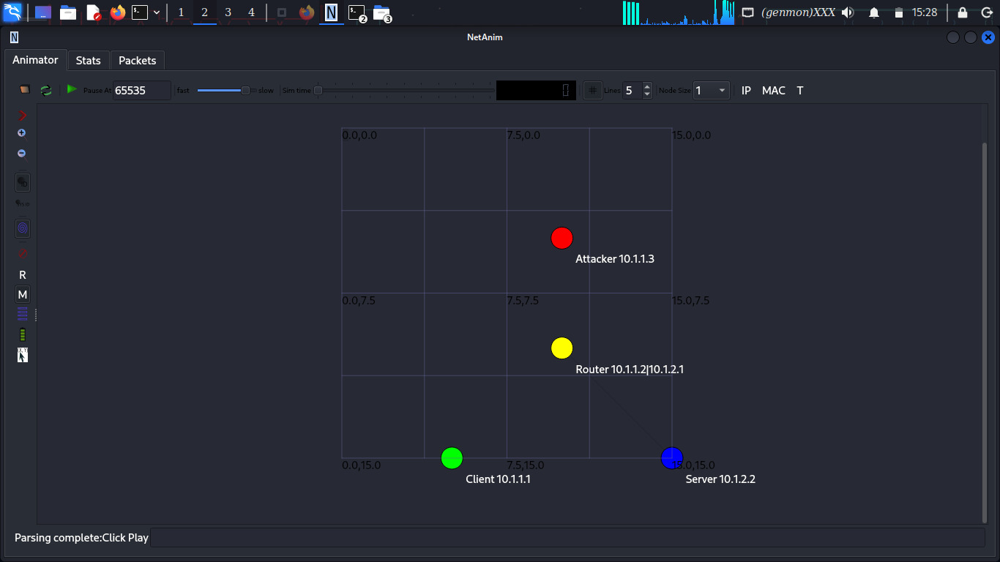 1 2 3 4 N 2 3 (genmon)XXX 15:28
N NetAnim
Animator Stats Packets
Pause At 65535 fast slow Sim time 0 Lines 5 Node Size 1 IP MAC T
0.0,0.0 7.5,0.0 15.0,0.0
Attacker 10.1.1.3
R
M
0.0,7.5 7.5,7.5 15.0,7.5
Router 10.1.1.2|10.1.2.1
0.0,15.0 7.5,15.0 15.0,15.0
Client 10.1.1.1 Server 10.1.2.2
Parsing complete:Click Play